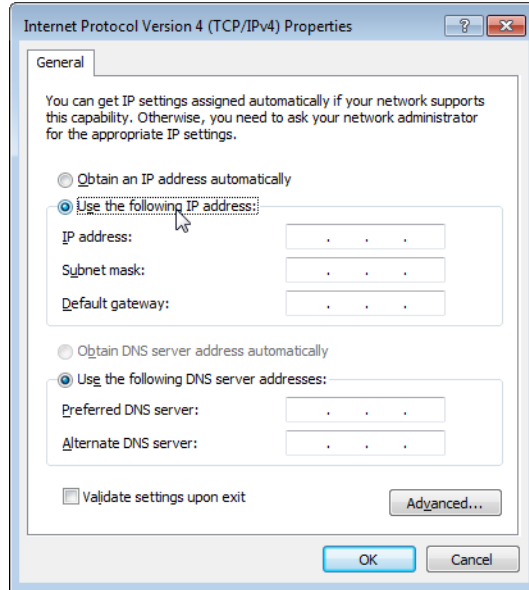 Internet Protocol Version 4 (TCP/IPv4) Properties
General
You can get IP settings assigned automatically if your network supports
this capability. Otherwise, you need to ask your network administrator
for the appropriate IP settings.
Obtain an IP address automatically
Use the following IP address:
IP address:
Subnet mask:
Default gateway:
Obtain DNS server address automatically
Use the following DNS server addresses:
Preferred DNS server:
Alternate DNS server:
Validate settings upon exit
Advanced...
OK Cancel